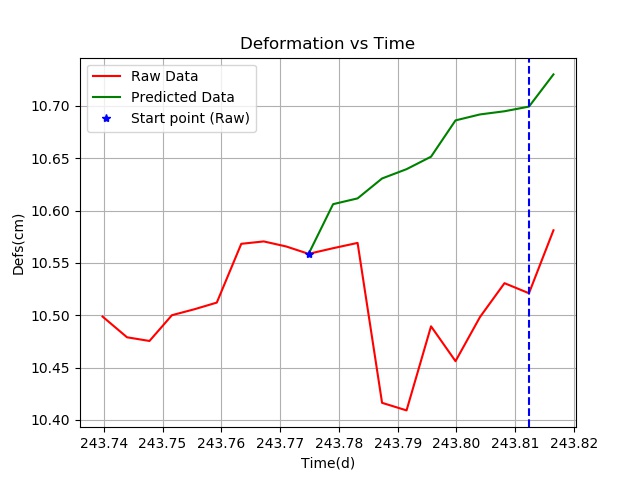 Deformation vs Time
Raw Data
Predicted Data
Start point (Raw)
10.70
10.65
10.60
10.55
10.50
10.45
10.40
Defs(cm)
243.74 243.75 243.76 243.77 243.78 243.79 243.80 243.81 243.82
Time(d)